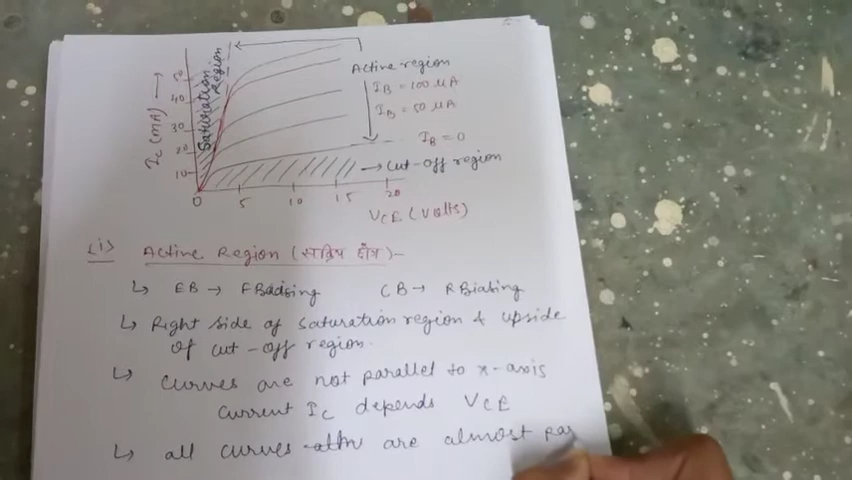 Saturation
Region
Active region
IB = 100 μA
IB = 50 μA
IB = 0
→ Cut-off region
IC (MA) →
50
40
30
20
10
0 5 10 15 20
VCE (Volts)
(i) Active Region (सक्रिय क्षेत्र)-
↳ EB → FBiasing CB → RBiasing
↳ Right side of saturation region & upside
of cut-off region.
↳ Curves are not parallel to x-axis
Current IC depends VCE
↳ all curves are almost par